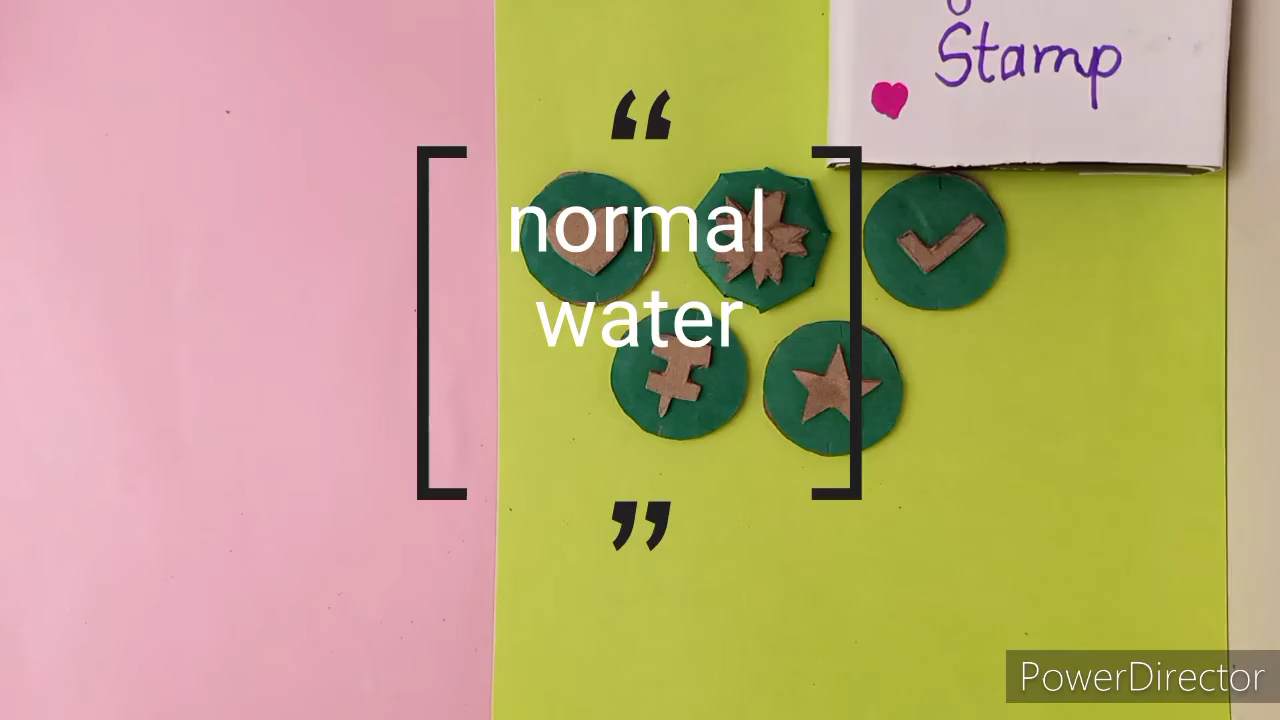 Stamp
“
normal
water
”
PowerDirector